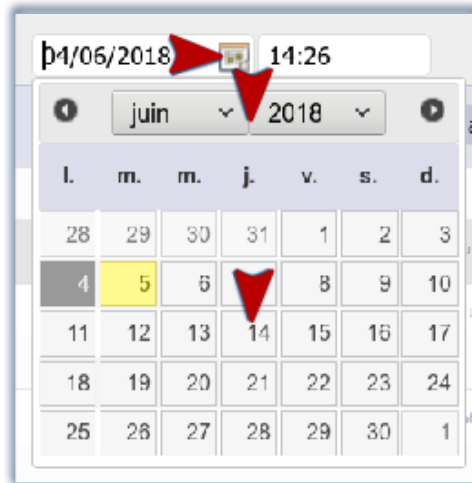 04/06/2018 14:26
juin 2018
l. m. m. j. v. s. d.
28 29 30 31 1 2 3
4 5 6 8 9 10
11 12 13 14 15 16 17
18 19 20 21 22 23 24
25 26 27 28 29 30 1